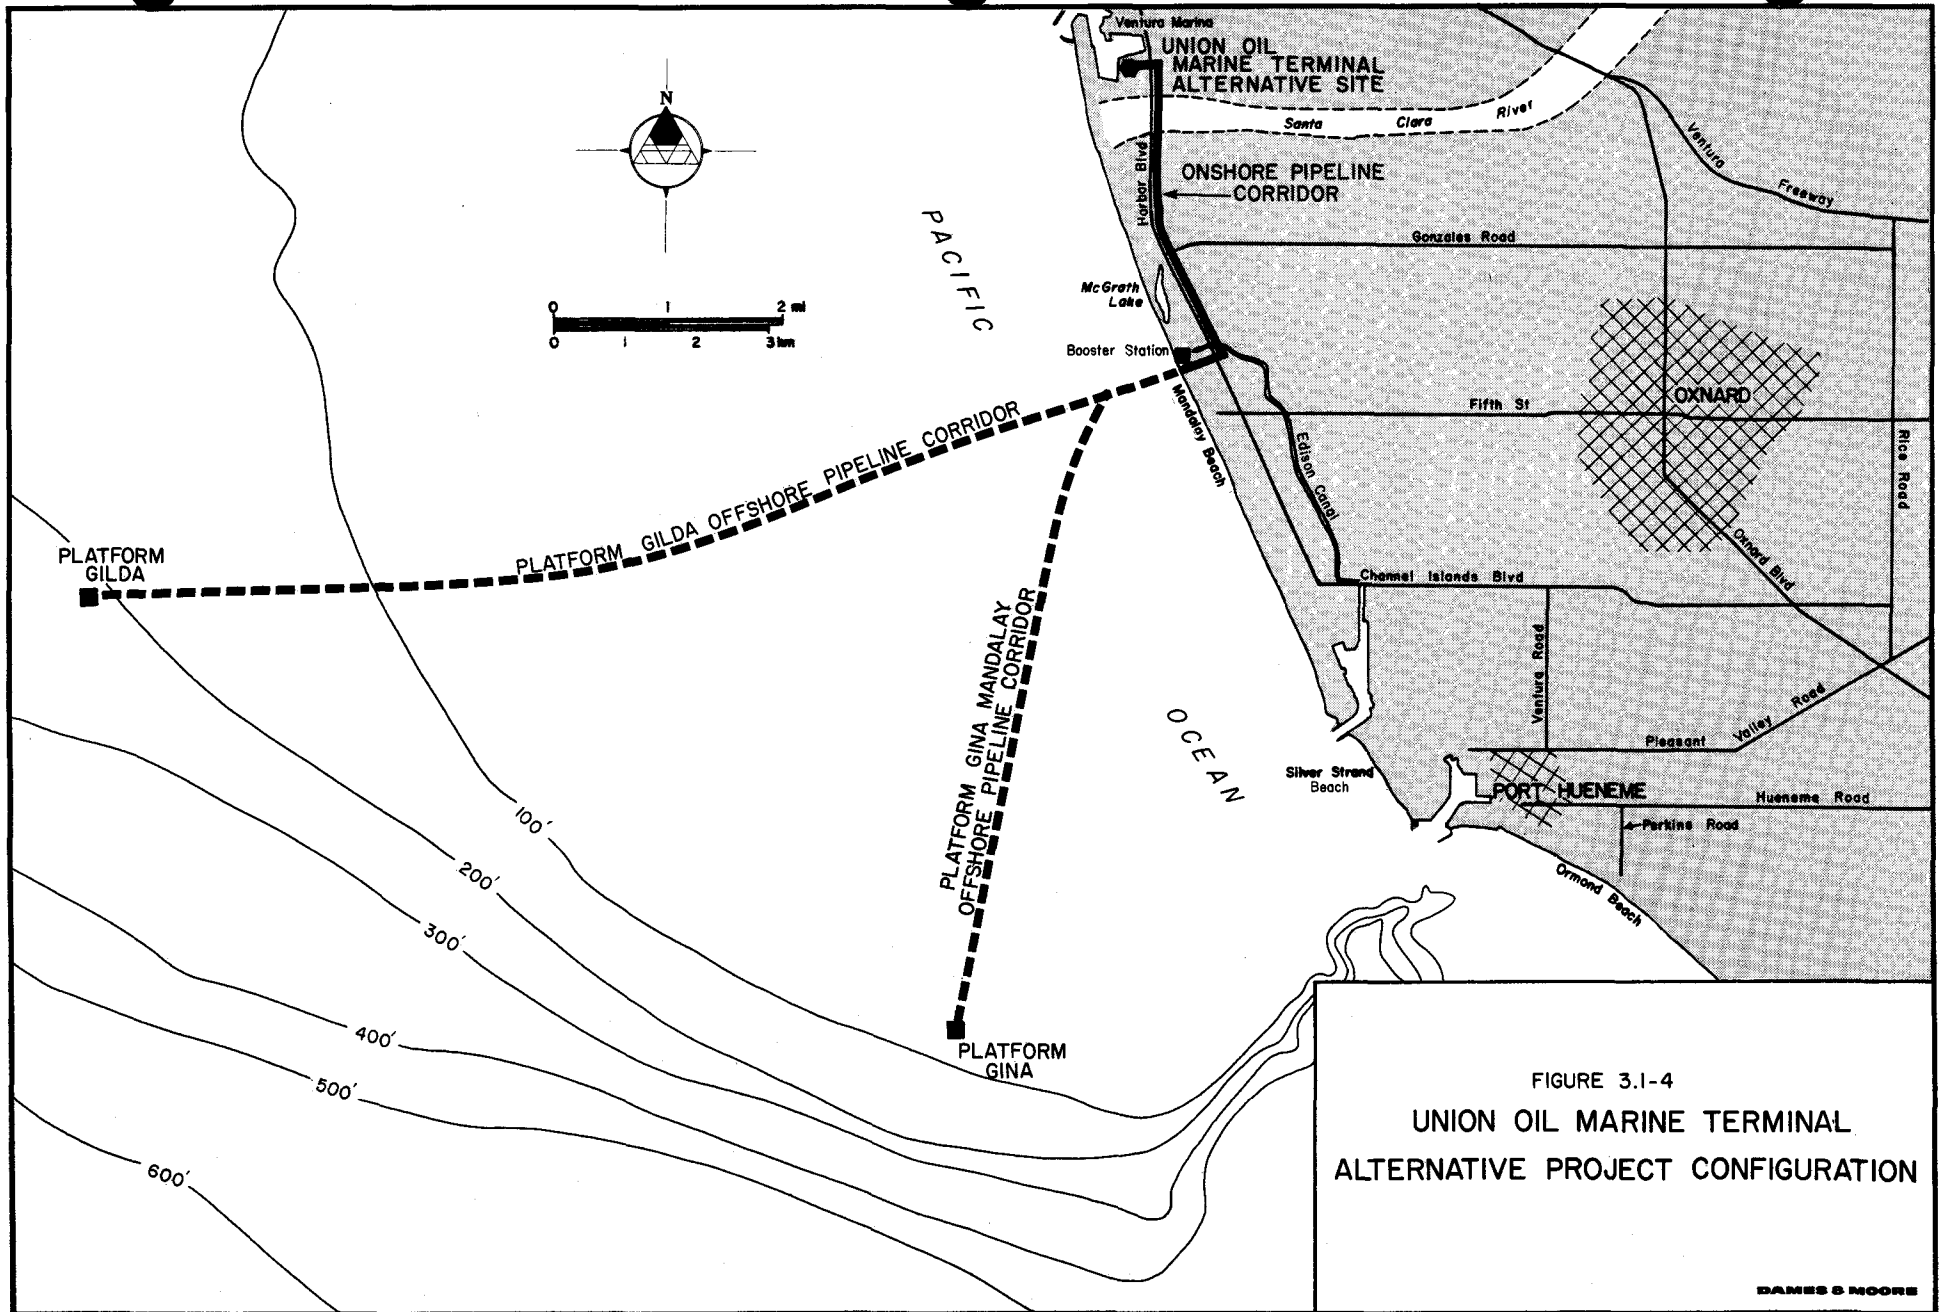 Ventura Marina
UNION OIL
MARINE TERMINAL
ALTERNATIVE SITE
N
Santa Clara River
Ventura Freeway
Harbor Blvd
ONSHORE PIPELINE
CORRIDOR
PACIFIC
Gonzales Road
McGrath
Lake
0 1 2 mi
0 1 2 3 km
Booster Station
Mandalay Beach
OXNARD
Fifth St
Rice Road
Edison Canal
PLATFORM GILDA OFFSHORE PIPELINE CORRIDOR
PLATFORM
GILDA
Oxnard Blvd
Channel Islands Blvd
PLATFORM GINA MANDALAY
OFFSHORE PIPELINE CORRIDOR
Ventura Road
OCEAN
Pleasant Valley Road
Silver Strand
Beach
PORT HUENEME
Hueneme Road
Perkins Road
Ormond Beach
100'
200'
300'
400'
500'
600'
PLATFORM
GINA
FIGURE 3.1-4
UNION OIL MARINE TERMINAL
ALTERNATIVE PROJECT CONFIGURATION
DAMES & MOORE